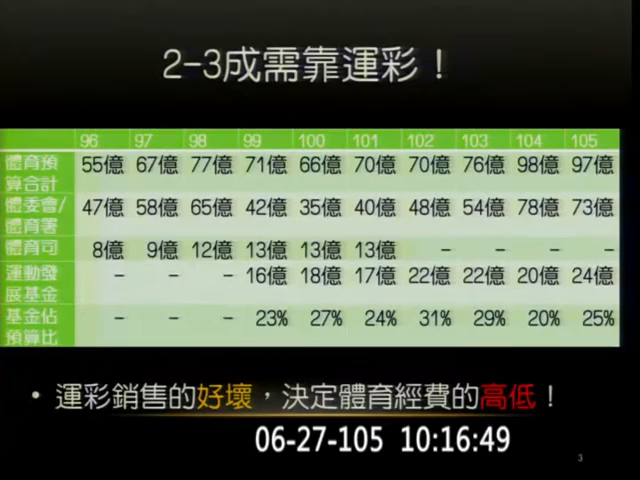 2-3成需靠運彩！
96 97 98 99 100 101 102 103 104 105
體育預算合計 55億 67億 77億 71億 66億 70億 70億 76億 98億 97億
體委會/體育署 47億 58億 65億 42億 35億 40億 48億 54億 78億 73億
體育司 8億 9億 12億 13億 13億 13億 - - - -
運動發展基金 - - - 16億 18億 17億 22億 22億 20億 24億
基金佔預算比 - - - 23% 27% 24% 31% 29% 20% 25%
• 運彩銷售的好壞，決定體育經費的高低！
06-27-105 10:16:49
3